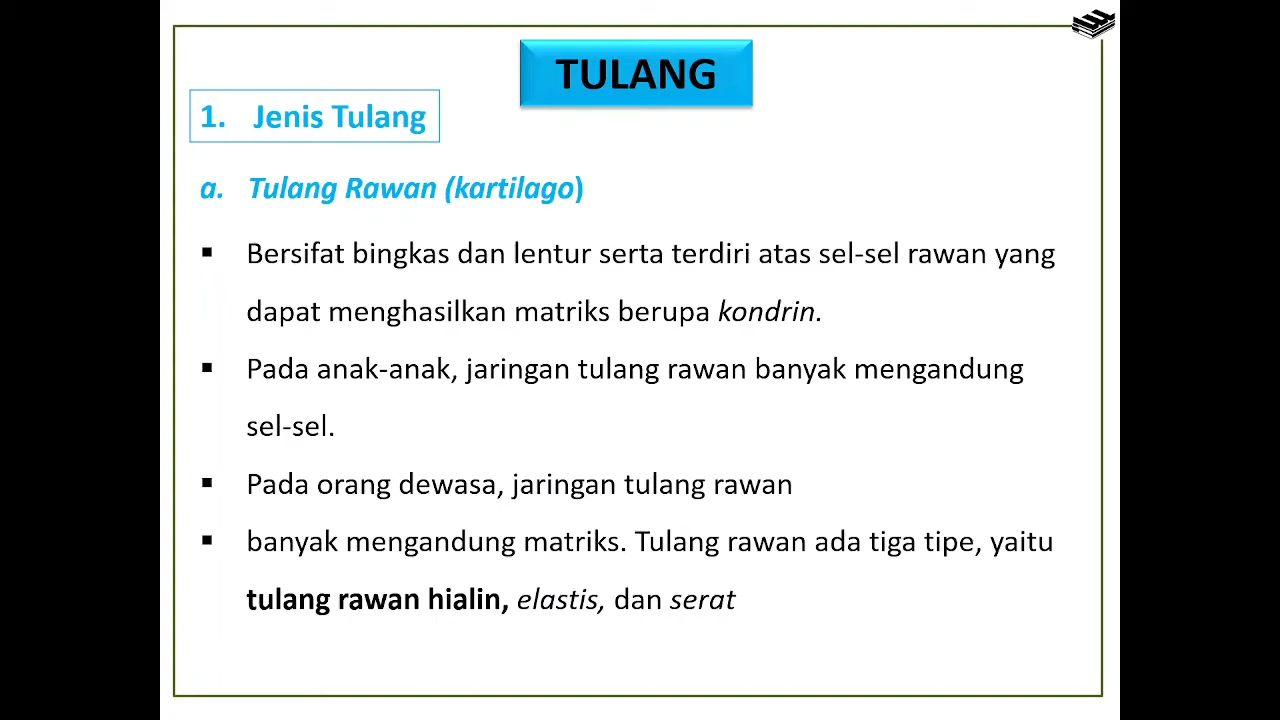 TULANG
1. Jenis Tulang
a. Tulang Rawan (kartilago)
▪ Bersifat bingkas dan lentur serta terdiri atas sel-sel rawan yang
dapat menghasilkan matriks berupa kondrin.
▪ Pada anak-anak, jaringan tulang rawan banyak mengandung
sel-sel.
▪ Pada orang dewasa, jaringan tulang rawan
▪ banyak mengandung matriks. Tulang rawan ada tiga tipe, yaitu
tulang rawan hialin, elastis, dan serat